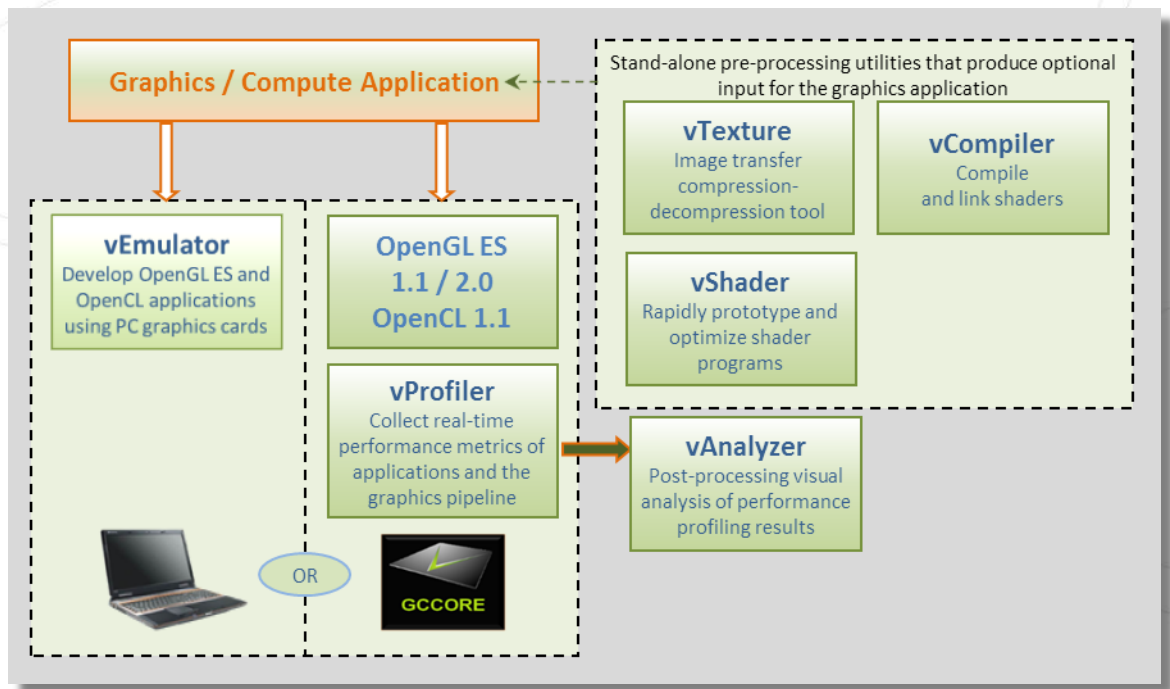 Graphics / Compute Application
Stand-alone pre-processing utilities that produce optional
input for the graphics application
vTexture
Image transfer
compression-
decompression tool
vCompiler
Compile
and link shaders
vShader
Rapidly prototype and
optimize shader
programs
vEmulator
Develop OpenGL ES and
OpenCL applications
using PC graphics cards
OpenGL ES
1.1 / 2.0
OpenCL 1.1
vProfiler
Collect real-time
performance metrics of
applications and the
graphics pipeline
vAnalyzer
Post-processing visual
analysis of performance
profiling results
OR
GCCORE